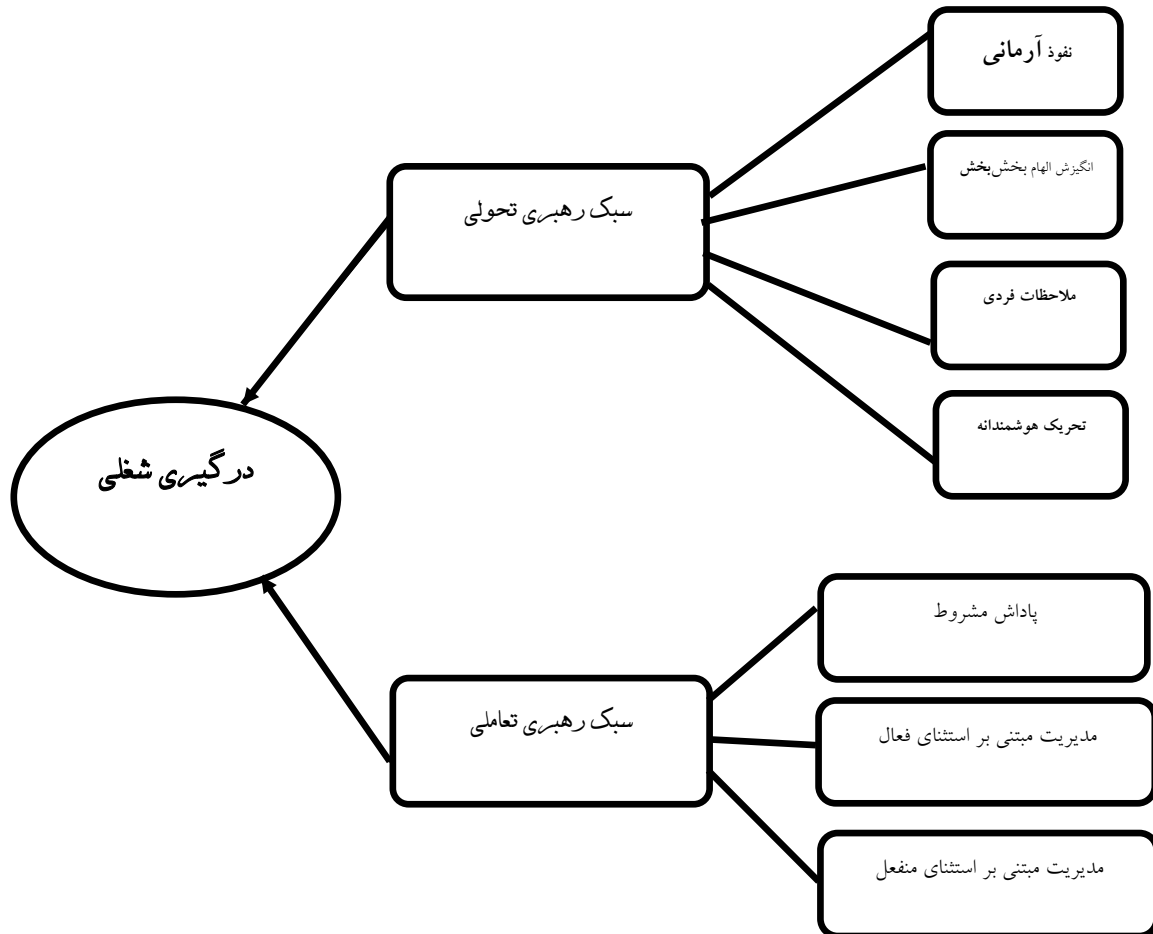 نفوذ آرمانی
انگیزش الهام بخش‌بخش
سبک رهبری تحولی
ملاحظات فردی
تحریک هوشمندانه
درگیری شغلی
پاداش مشروط
سبک رهبری تعاملی
مدیریت مبتنی بر استثنای فعال
مدیریت مبتنی بر استثنای منفعل